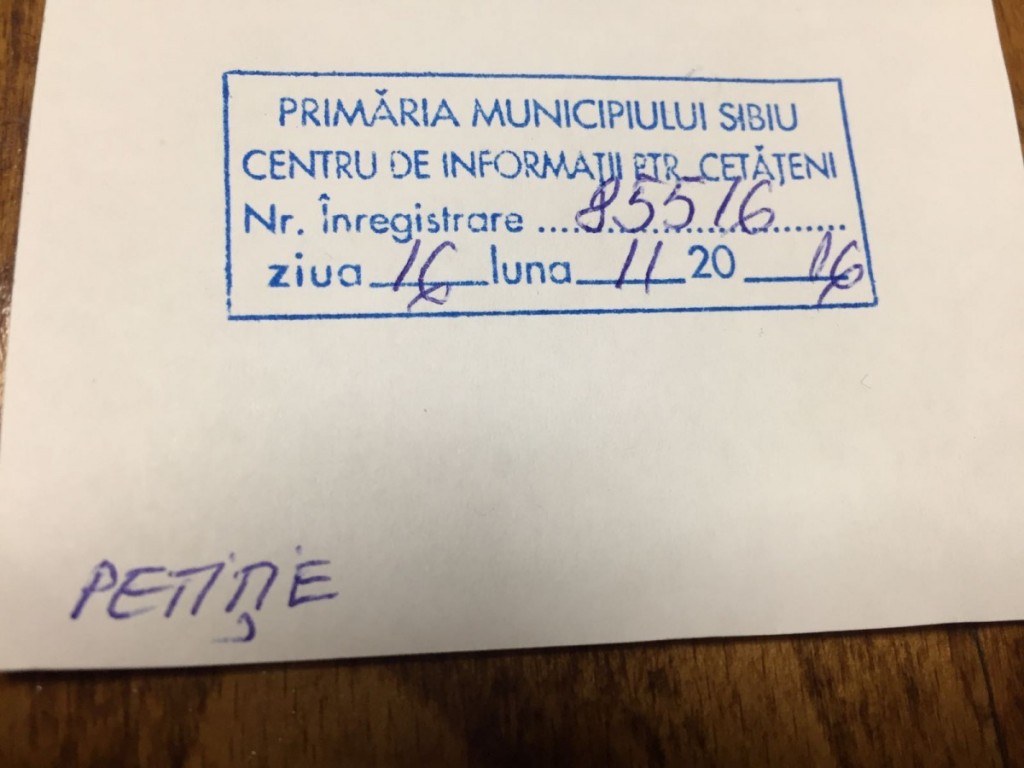 PRIMĂRIA MUNICIPIULUI SIBIU
CENTRU DE INFORMAȚII PTR. CETĂȚENI
Nr. Înregistrare ....85516..........
ziua 16 luna 11 20 16
PETIȚIE